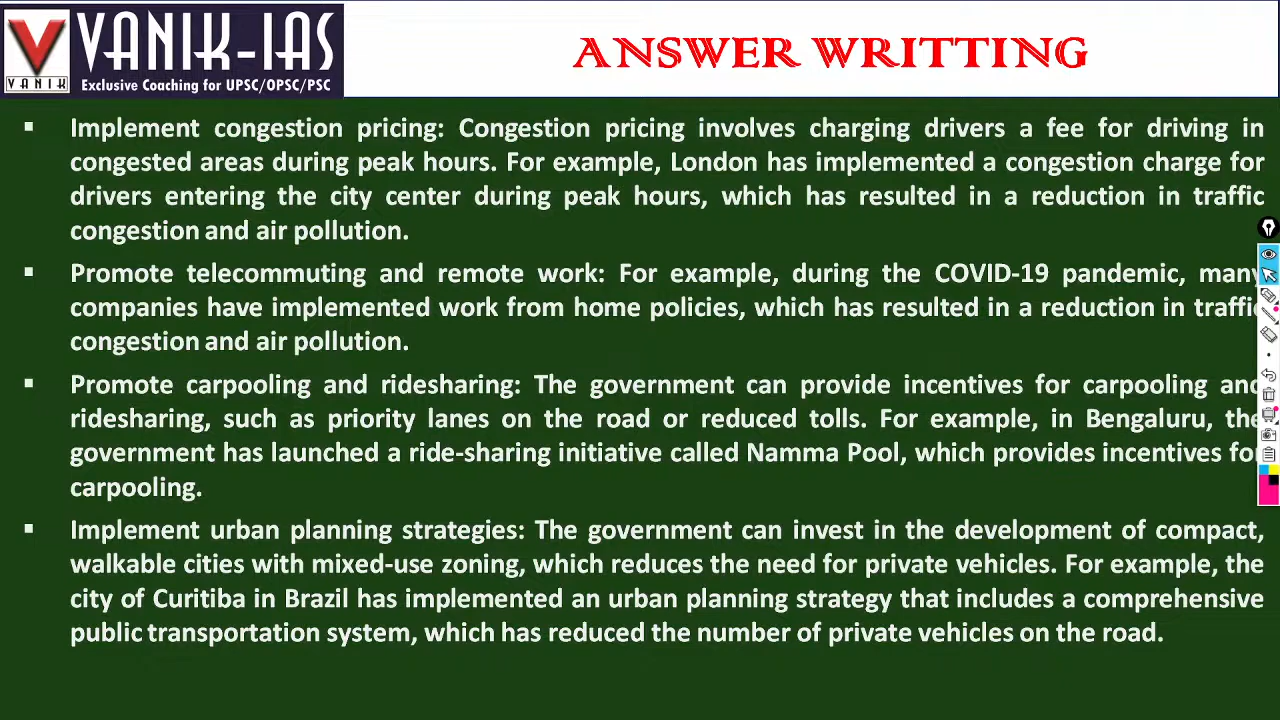 VANIK-IAS
VANIK
Exclusive Coaching for UPSC/OPSC/PSC
ANSWER WRITTING
▪ Implement congestion pricing: Congestion pricing involves charging drivers a fee for driving in
congested areas during peak hours. For example, London has implemented a congestion charge for
drivers entering the city center during peak hours, which has resulted in a reduction in traffic
congestion and air pollution.
▪ Promote telecommuting and remote work: For example, during the COVID-19 pandemic, many
companies have implemented work from home policies, which has resulted in a reduction in traffic
congestion and air pollution.
▪ Promote carpooling and ridesharing: The government can provide incentives for carpooling and
ridesharing, such as priority lanes on the road or reduced tolls. For example, in Bengaluru, the
government has launched a ride-sharing initiative called Namma Pool, which provides incentives for
carpooling.
▪ Implement urban planning strategies: The government can invest in the development of compact,
walkable cities with mixed-use zoning, which reduces the need for private vehicles. For example, the
city of Curitiba in Brazil has implemented an urban planning strategy that includes a comprehensive
public transportation system, which has reduced the number of private vehicles on the road.